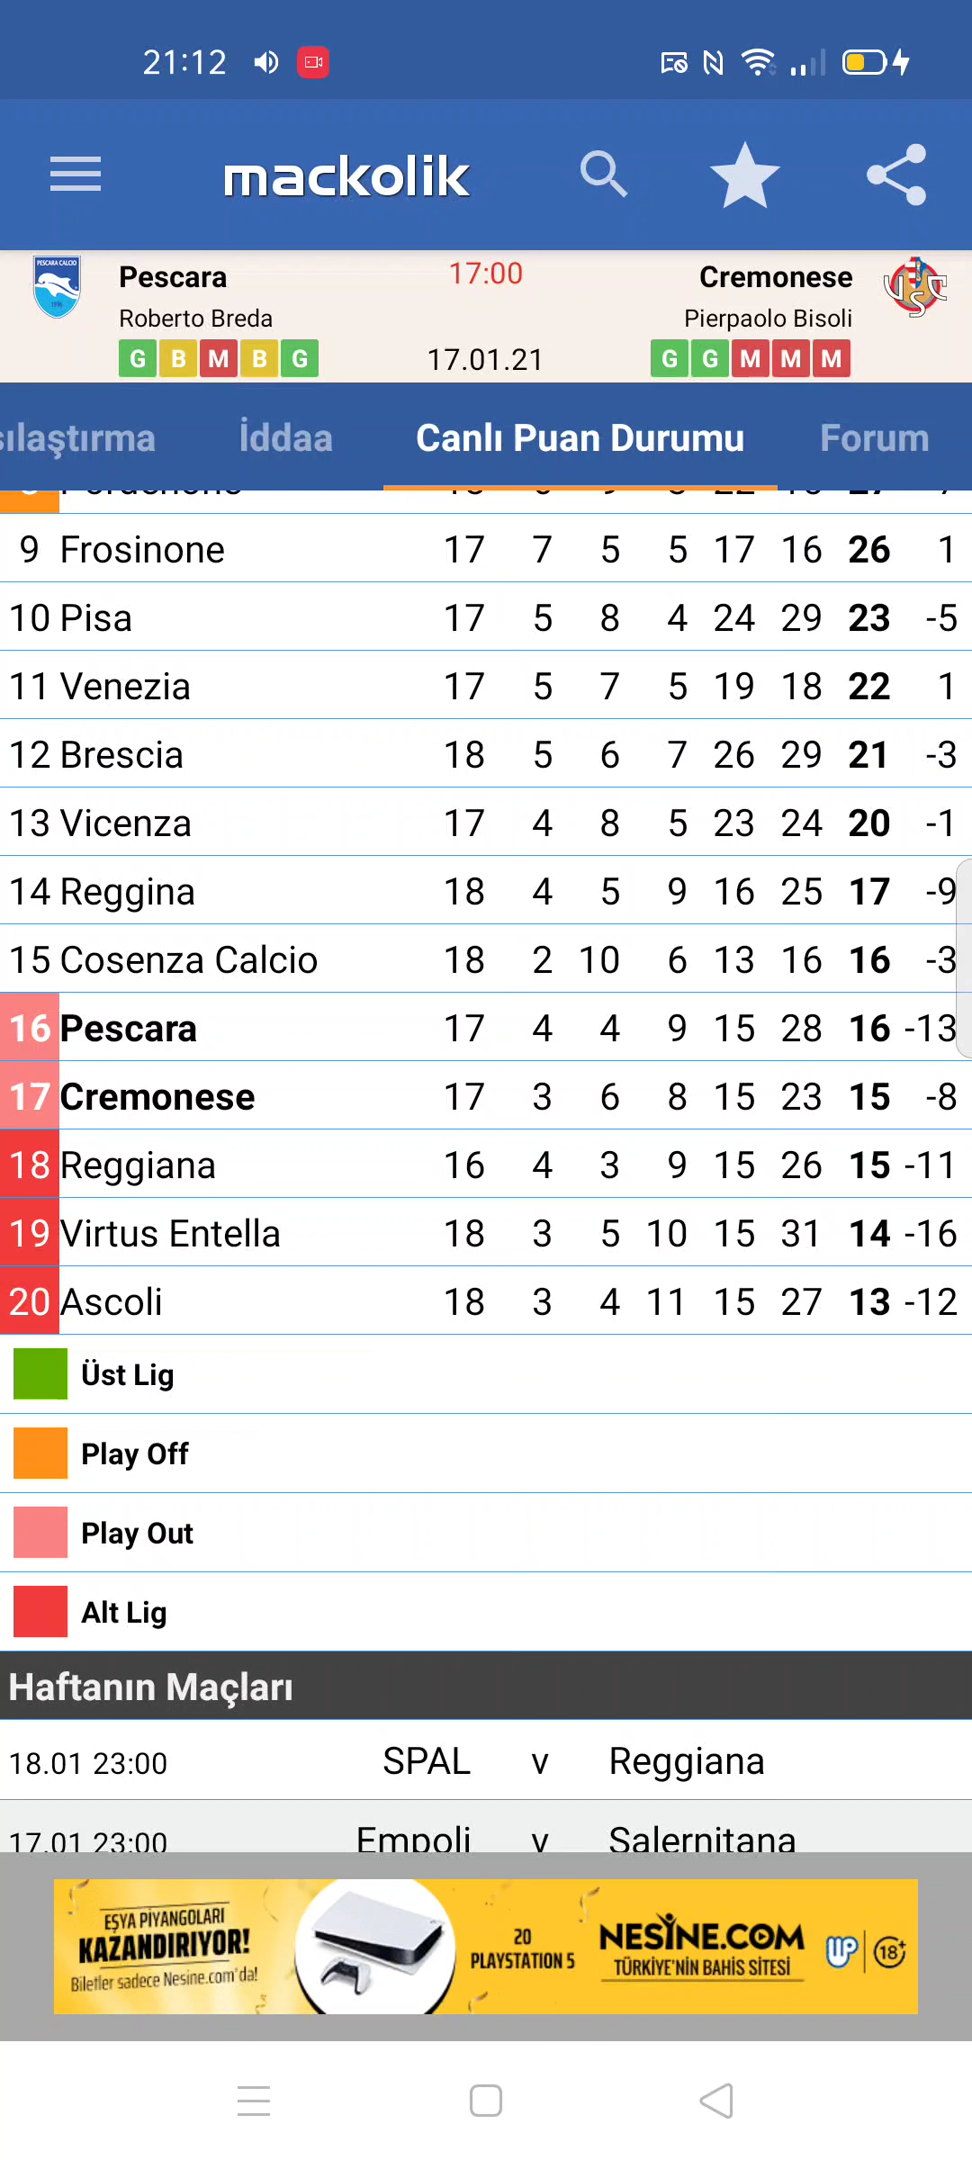 21:12
mackolik
Pescara 17:00 Cremonese
Roberto Breda Pierpaolo Bisoli
G B M B G 17.01.21 G G M M M
şılaştırma İddaa Canlı Puan Durumu Forum
9 Frosinone 17 7 5 5 17 16 26 1
10 Pisa 17 5 8 4 24 29 23 -5
11 Venezia 17 5 7 5 19 18 22 1
12 Brescia 18 5 6 7 26 29 21 -3
13 Vicenza 17 4 8 5 23 24 20 -1
14 Reggina 18 4 5 9 16 25 17 -9
15 Cosenza Calcio 18 2 10 6 13 16 16 -3
16 Pescara 17 4 4 9 15 28 16 -13
17 Cremonese 17 3 6 8 15 23 15 -8
18 Reggiana 16 4 3 9 15 26 15 -11
19 Virtus Entella 18 3 5 10 15 31 14 -16
20 Ascoli 18 3 4 11 15 27 13 -12
Üst Lig
Play Off
Play Out
Alt Lig
Haftanın Maçları
18.01 23:00 SPAL v Reggiana
17.01 23:00 Empoli v Salernitana
EŞYA PİYANGOLARI
KAZANDIRIYOR!
Biletler sadece Nesine.com'da!
20
PLAYSTATION 5
NESİNE.COM
TÜRKİYE'NİN BAHİS SİTESİ
18+